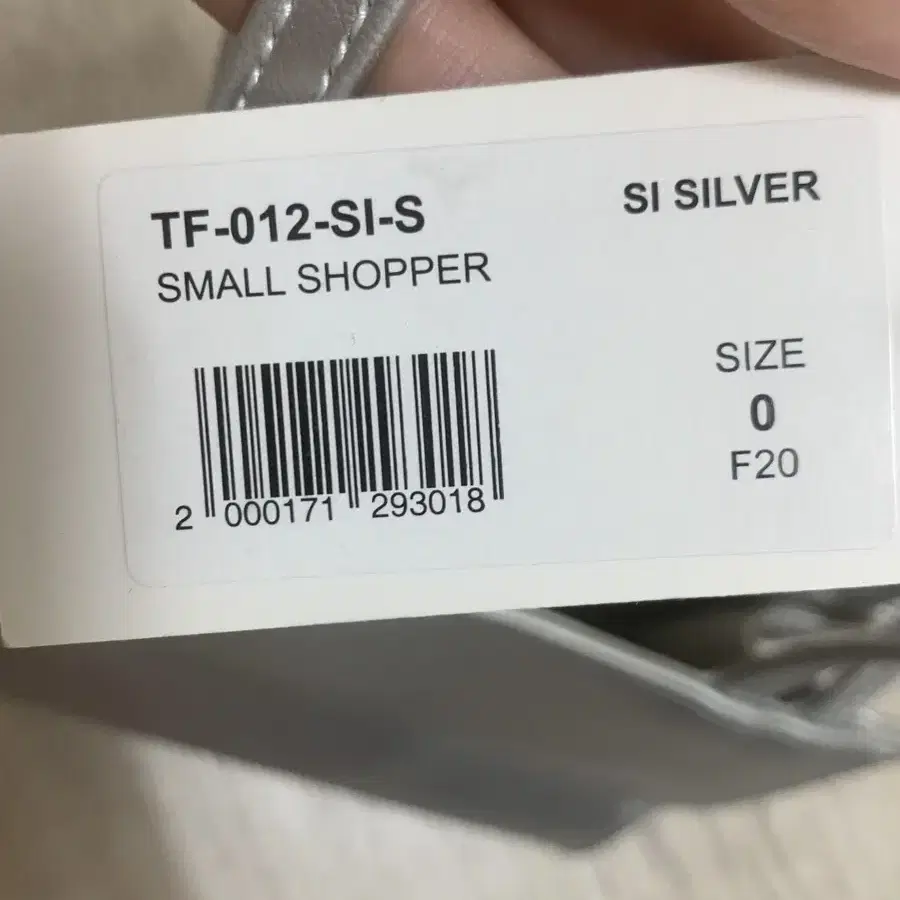 TF-012-SI-S
SI SILVER
SMALL SHOPPER
SIZE
0
F20
2 000171 293018